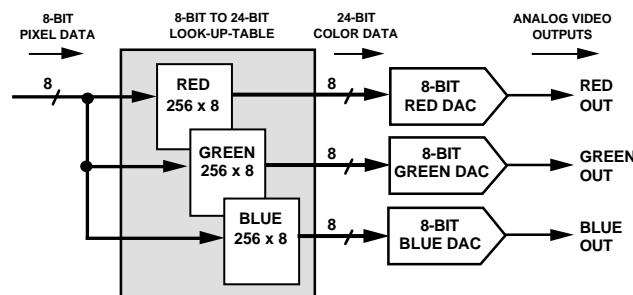 8-BIT
PIXEL DATA
8-BIT TO 24-BIT
LOOK-UP-TABLE
24-BIT
COLOR DATA
ANALOG VIDEO
OUTPUTS
8
RED
256 x 8
8
8-BIT
RED DAC
RED
OUT
GREEN
256 x 8
8
8-BIT
GREEN DAC
GREEN
OUT
BLUE
256 x 8
8
8-BIT
BLUE DAC
BLUE
OUT